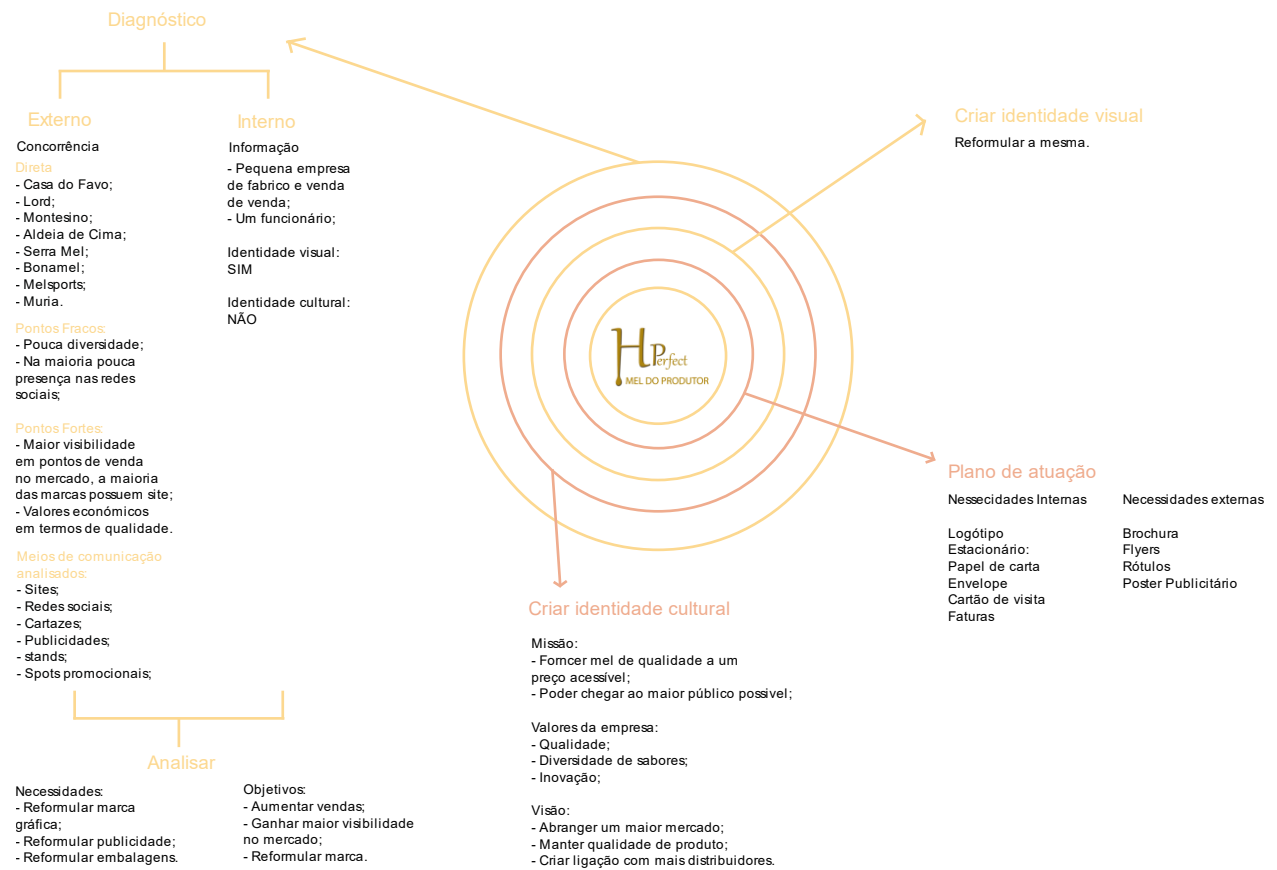 Diagnóstico
Externo
Concorrência
Direta
- Casa do Favo;
- Lord;
- Montesino;
- Aldeia de Cima;
- Serra Mel;
- Bonamel;
- Melsports;
- Muria.
Pontos Fracos:
- Pouca diversidade;
- Na maioria pouca
presença nas redes
sociais;
Pontos Fortes:
- Maior visibilidade
em pontos de venda
no mercado, a maioria
das marcas possuem site;
- Valores económicos
em termos de qualidade.
Meios de comunicação
analisados:
- Sites;
- Redes sociais;
- Cartazes;
- Publicidades;
- stands;
- Spots promocionais;
Interno
Informação
- Pequena empresa
de fabrico e venda
de venda;
- Um funcionário;
Identidade visual:
SIM
Identidade cultural:
NÃO
Analisar
Necessidades:
- Reformular marca
gráfica;
- Reformular publicidade;
- Reformular embalagens.
Objetivos:
- Aumentar vendas;
- Ganhar maior visibilidade
no mercado;
- Reformular marca.
H Perfect
MEL DO PRODUTOR
Criar identidade visual
Reformular a mesma.
Plano de atuação
Nessecidades Internas
Logótipo
Estacionário:
Papel de carta
Envelope
Cartão de visita
Faturas
Necessidades externas
Brochura
Flyers
Rótulos
Poster Publicitário
Criar identidade cultural
Missão:
- Forncer mel de qualidade a um
preço acessível;
- Poder chegar ao maior público possivel;
Valores da empresa:
- Qualidade;
- Diversidade de sabores;
- Inovação;
Visão:
- Abranger um maior mercado;
- Manter qualidade de produto;
- Criar ligação com mais distribuidores.